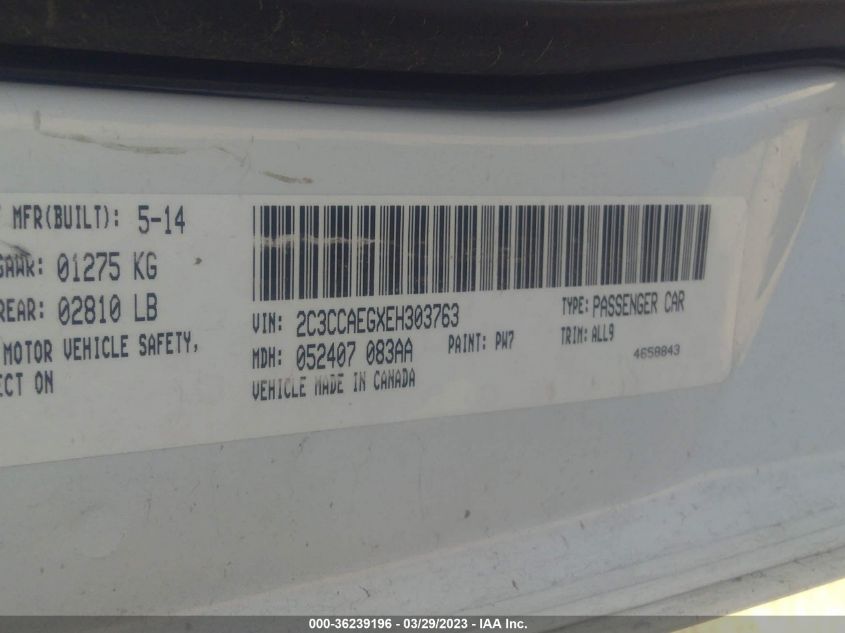 MFR(BUILT): 5-14
GAWR: 01275 KG
REAR: 02810 LB
MOTOR VEHICLE SAFETY,
ECT ON
VIN: 2C3CCAEGXEH303763
TYPE: PASSENGER CAR
MDH: 052407 083AA
PAINT: PW7
TRIM: ALL9
VEHICLE MADE IN CANADA
4658843
000-36239196 - 03/29/2023 - IAA Inc.